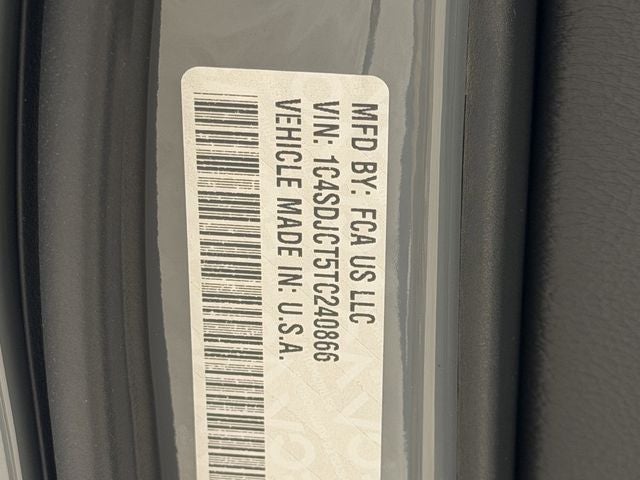 MFD BY: FCA US LLC
VIN: 1C4SDJCT5TC240866
VEHICLE MADE IN: U.S.A.